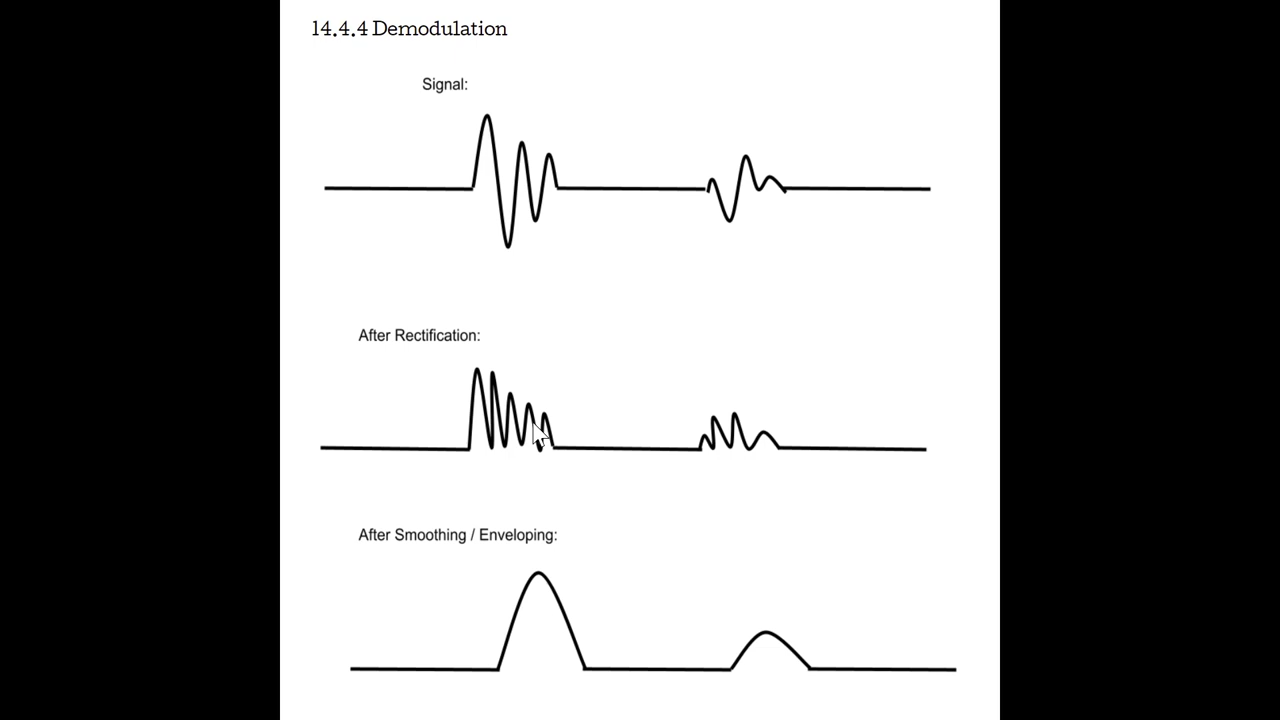 14.4.4 Demodulation
Signal:
After Rectification:
After Smoothing / Enveloping: